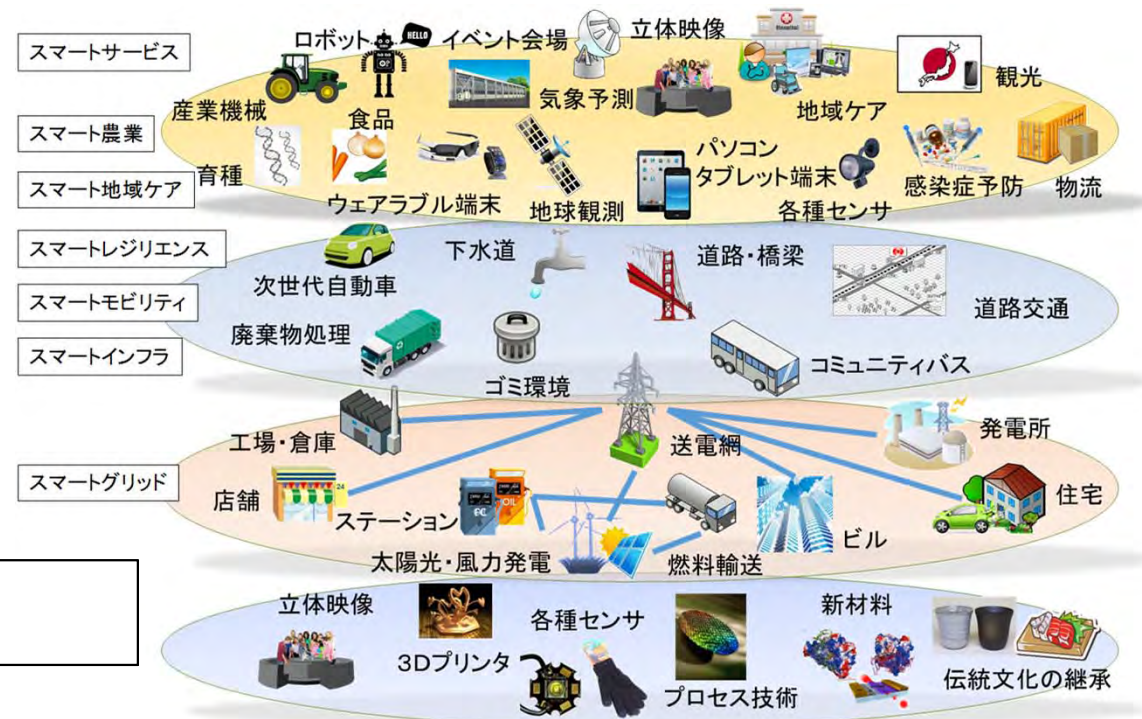 スマートサービス
ロボット
HELLO
イベント会場
立体映像
Hospital
観光
産業機械
食品
気象予測
地域ケア
スマート農業
育種
パソコン
タブレット端末
感染症予防
物流
スマート地域ケア
ウェアラブル端末
地球観測
各種センサ
スマートレジリエンス
下水道
道路・橋梁
次世代自動車
スマートモビリティ
道路交通
廃棄物処理
スマートインフラ
ゴミ環境
コミュニティバス
工場・倉庫
送電網
発電所
スマートグリッド
店舗
24
ステーション
EC
OIL
ビル
住宅
太陽光・風力発電
燃料輸送
立体映像
各種センサ
新材料
3Dプリンタ
プロセス技術
伝統文化の継承